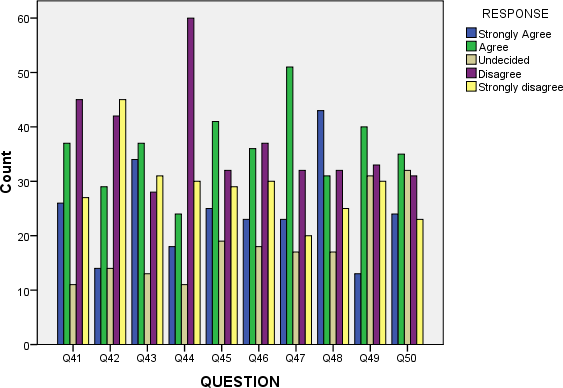 RESPONSE
Strongly Agree
Agree
Undecided
Disagree
Strongly disagree
60
50
40
30
20
10
0
Count
Q41 Q42 Q43 Q44 Q45 Q46 Q47 Q48 Q49 Q50
QUESTION